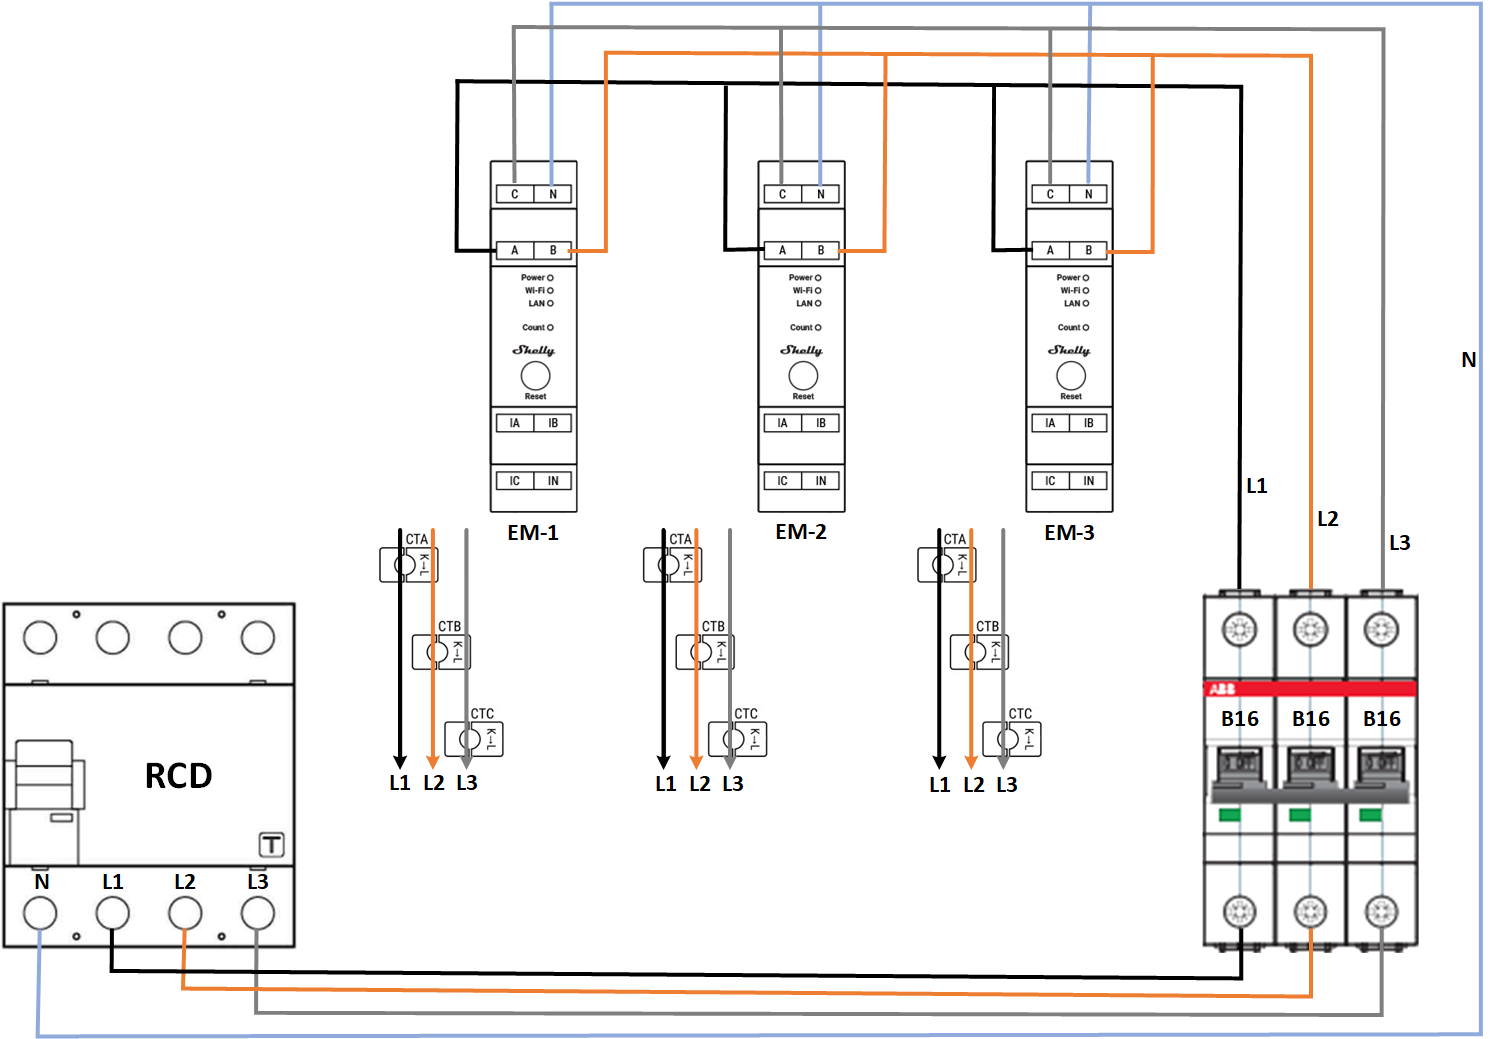 C N
C N
C N
A B
A B
A B
Power
Wi-Fi
LAN
Count
Shelly
Reset
IA IB
IC IN
EM-1
Power
Wi-Fi
LAN
Count
Shelly
Reset
IA IB
IC IN
EM-2
Power
Wi-Fi
LAN
Count
Shelly
Reset
IA IB
IC IN
EM-3
N
L1
L2
L3
CTA
K→L
CTB
K→L
CTC
K→L
L1 L2 L3
CTA
K→L
CTB
K→L
CTC
K→L
L1 L2 L3
CTA
K→L
CTB
K→L
CTC
K→L
L1 L2 L3
ABB
B16 B16 B16
RCD
T
N L1 L2 L3